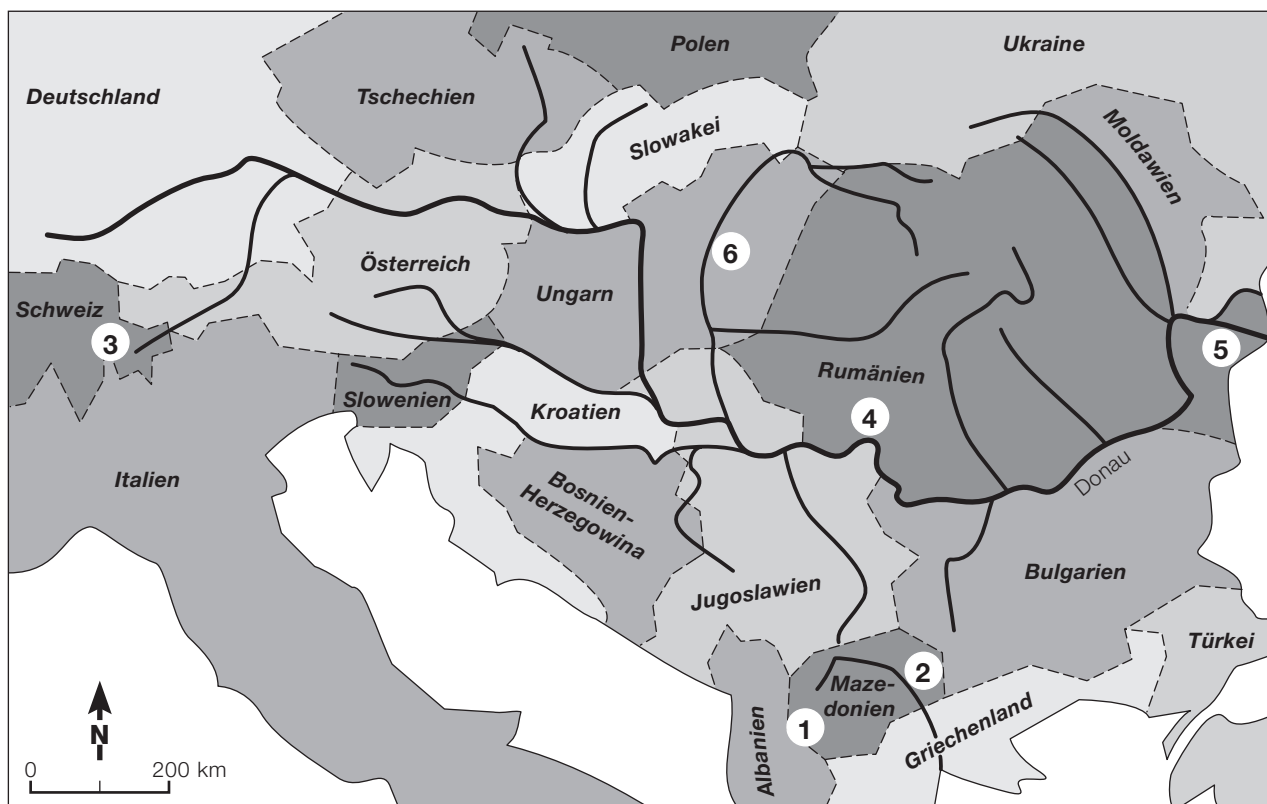 Polen
Ukraine
Deutschland
Tschechien
Slowakei
Moldawien
6
Österreich
Ungarn
Schweiz
3
5
Rumänien
Slowenien
Kroatien
4
Italien
Donau
Bosnien-
Herzegowina
Bulgarien
Jugoslawien
Türkei
2
Maze-
donien
1
Griechenland
Albanien
N
0
200 km